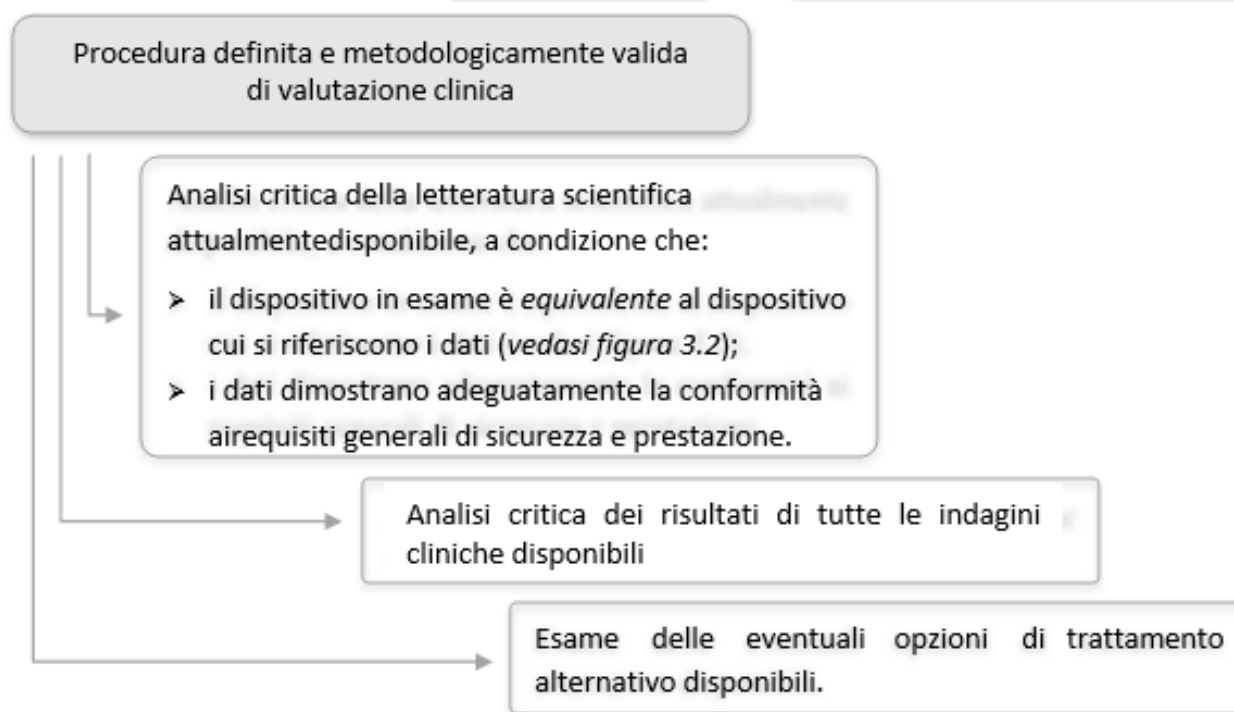 Procedura definita e metodologicamente valida
di valutazione clinica
Analisi critica della letteratura scientifica
attualmentedisponibile, a condizione che:
➢ il dispositivo in esame è equivalente al dispositivo
cui si riferiscono i dati (vedasi figura 3.2);
➢ i dati dimostrano adeguatamente la conformità
airequisiti generali di sicurezza e prestazione.
Analisi critica dei risultati di tutte le indagini
cliniche disponibili
Esame delle eventuali opzioni di trattamento
alternativo disponibili.